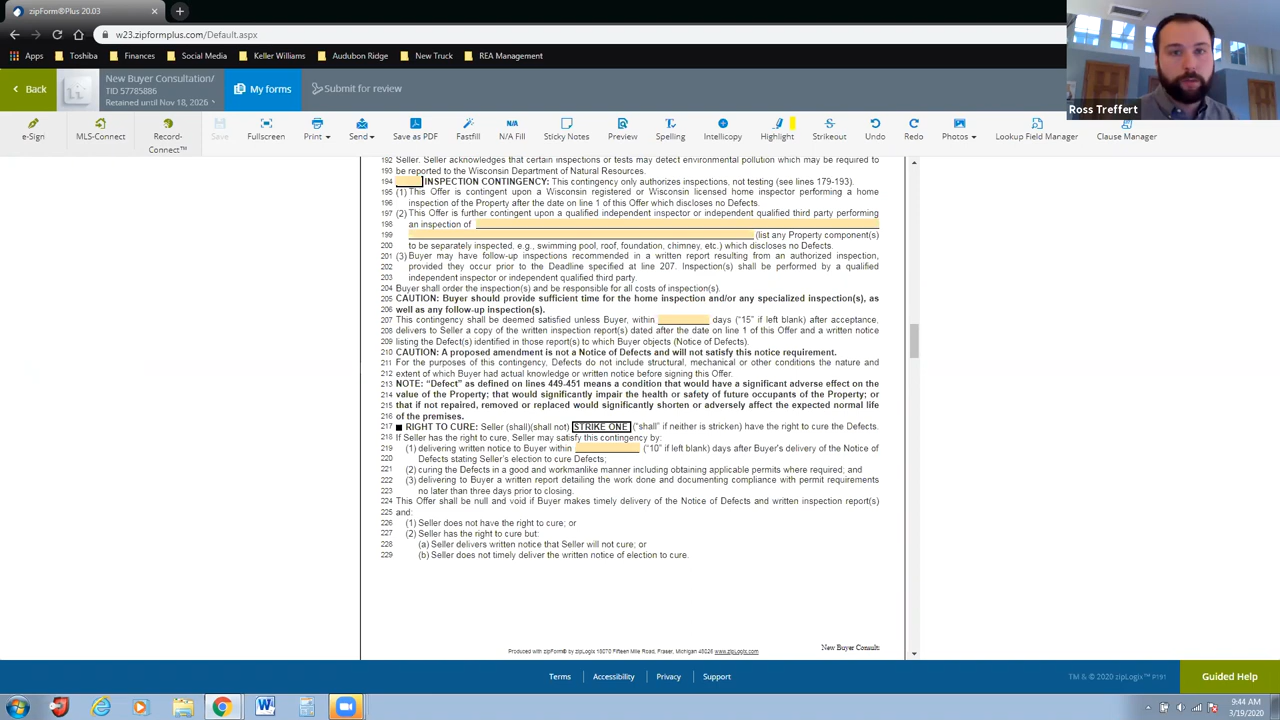 zipForm®Plus 20.03
w23.zipformplus.com/Default.aspx
Apps Toshiba Finances Social Media Keller Williams Audubon Ridge New Truck REA Management
Ross Treffert
Back
New Buyer Consultation/
TID 57785886
Retained until Nov 18, 2026
My forms
Submit for review
e-Sign MLS-Connect Record-Connect™ Save Fullscreen Print Send Save as PDF Fastfill N/A N/A Fill Sticky Notes Preview Spelling Intellicopy Highlight Strikeout Undo Redo Photos Lookup Field Manager Clause Manager
192 Seller. Seller acknowledges that certain inspections or tests may detect environmental pollution which may be required to
193 be reported to the Wisconsin Department of Natural Resources.
194 INSPECTION CONTINGENCY: This contingency only authorizes inspections, not testing (see lines 179-193).
195 (1) This Offer is contingent upon a Wisconsin registered or Wisconsin licensed home inspector performing a home
196 inspection of the Property after the date on line 1 of this Offer which discloses no Defects.
197 (2) This Offer is further contingent upon a qualified independent inspector or independent qualified third party performing
198 an inspection of
199 (list any Property component(s)
200 to be separately inspected, e.g., swimming pool, roof, foundation, chimney, etc.) which discloses no Defects.
201 (3) Buyer may have follow-up inspections recommended in a written report resulting from an authorized inspection,
202 provided they occur prior to the Deadline specified at line 207. Inspection(s) shall be performed by a qualified
203 independent inspector or independent qualified third party.
204 Buyer shall order the inspection(s) and be responsible for all costs of inspection(s).
205 CAUTION: Buyer should provide sufficient time for the home inspection and/or any specialized inspection(s), as
206 well as any follow-up inspection(s).
207 This contingency shall be deemed satisfied unless Buyer, within days ("15" if left blank) after acceptance,
208 delivers to Seller a copy of the written inspection report(s) dated after the date on line 1 of this Offer and a written notice
209 listing the Defect(s) identified in those report(s) to which Buyer objects (Notice of Defects).
210 CAUTION: A proposed amendment is not a Notice of Defects and will not satisfy this notice requirement.
211 For the purposes of this contingency, Defects do not include structural, mechanical or other conditions the nature and
212 extent of which Buyer had actual knowledge or written notice before signing this Offer.
213 NOTE: "Defect" as defined on lines 449-451 means a condition that would have a significant adverse effect on the
214 value of the Property; that would significantly impair the health or safety of future occupants of the Property; or
215 that if not repaired, removed or replaced would significantly shorten or adversely affect the expected normal life
216 of the premises.
217 ■ RIGHT TO CURE: Seller (shall)(shall not) STRIKE ONE ("shall" if neither is stricken) have the right to cure the Defects.
218 If Seller has the right to cure, Seller may satisfy this contingency by:
219 (1) delivering written notice to Buyer within ("10" if left blank) days after Buyer's delivery of the Notice of
220 Defects stating Seller's election to cure Defects;
221 (2) curing the Defects in a good and workmanlike manner including obtaining applicable permits where required; and
222 (3) delivering to Buyer a written report detailing the work done and documenting compliance with permit requirements
223 no later than three days prior to closing.
224 This Offer shall be null and void if Buyer makes timely delivery of the Notice of Defects and written inspection report(s)
225 and:
226 (1) Seller does not have the right to cure; or
227 (2) Seller has the right to cure but:
228 (a) Seller delivers written notice that Seller will not cure; or
229 (b) Seller does not timely deliver the written notice of election to cure.
Produced with zipForm® by zipLogix 18070 Fifteen Mile Road, Fraser, Michigan 48026 www.zipLogix.com
New Buyer Consult:
Terms Accessibility Privacy Support
TM & © 2020 zipLogix™ P191
Guided Help
9:44 AM
3/19/2020